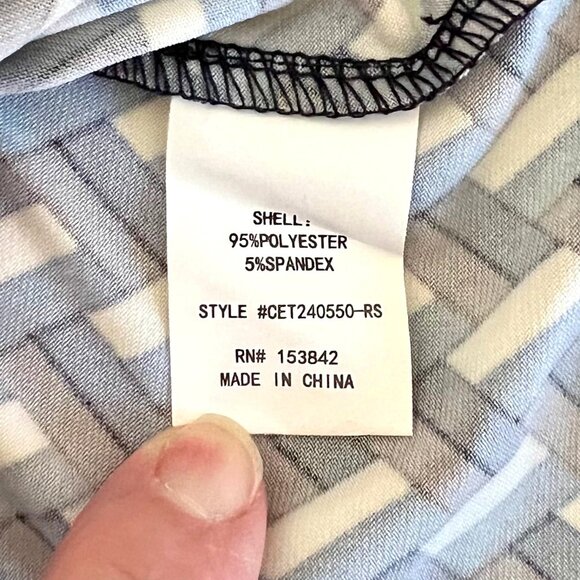 SHELL:
95%POLYESTER
5%SPANDEX
STYLE #CET240550-RS
RN# 153842
MADE IN CHINA